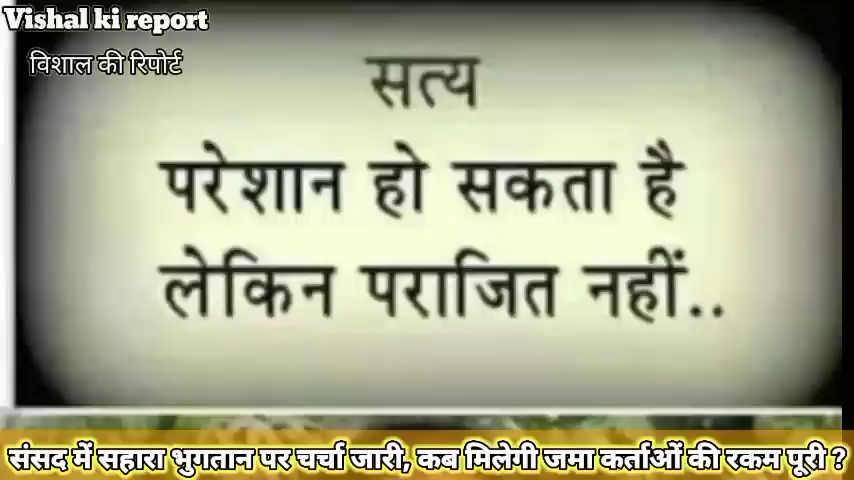 Vishal ki report
विशाल की रिपोर्ट
सत्य
परेशान हो सकता है
लेकिन पराजित नहीं..
संसद में सहारा भुगतान पर चर्चा जारी, कब मिलेगी जमा कर्ताओं की रकम पूरी ?